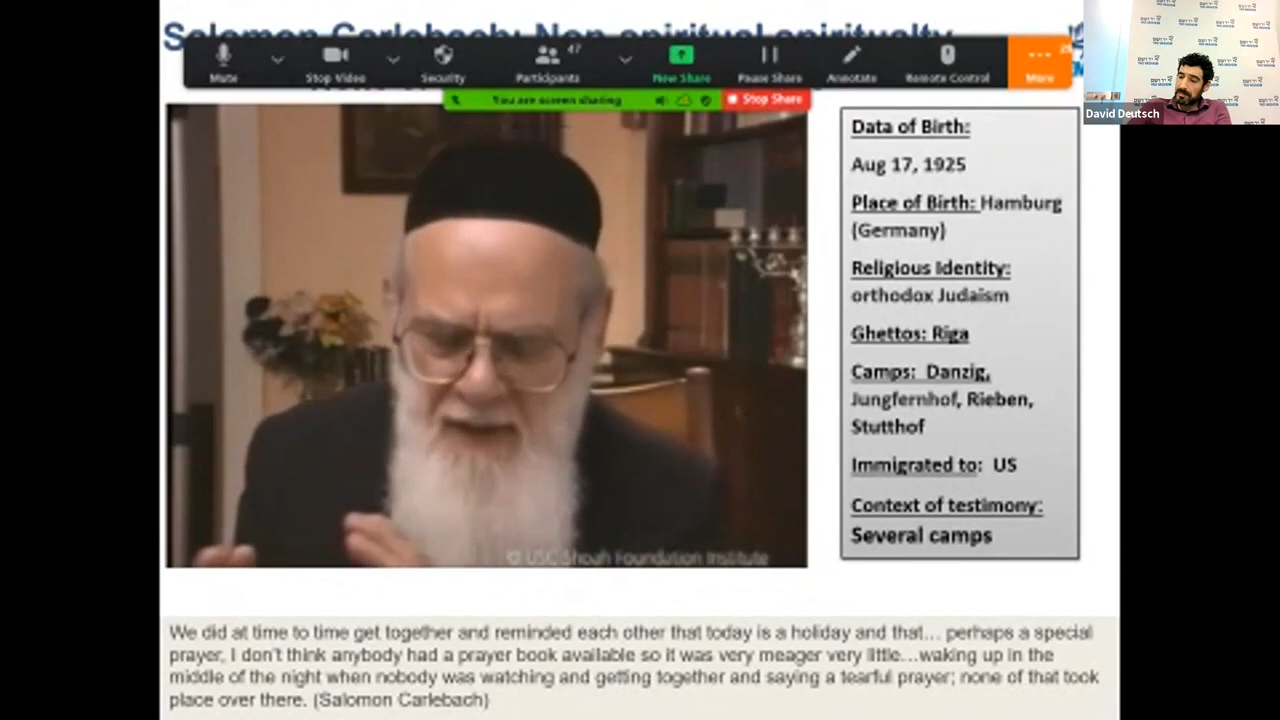 Salomon Carlebach: Non-spiritual spiritualty
47
Mute
Stop Video
Security
Participants
New Share
Pause Share
Annotate
Remote Control
More
You are screen sharing
Stop Share
David Deutsch
Data of Birth:
Aug 17, 1925
Place of Birth: Hamburg
(Germany)
Religious Identity:
orthodox Judaism
Ghettos: Riga
Camps: Danzig,
Jungfernhof, Rieben,
Stutthof
Immigrated to: US
Context of testimony:
Several camps
© USC Shoah Foundation Institute
We did at time to time get together and reminded each other that today is a holiday and that… perhaps a special
prayer, I don't think anybody had a prayer book available so it was very meager very little…waking up in the
middle of the night when nobody was watching and getting together and saying a tearful prayer; none of that took
place over there. (Salomon Carlebach)